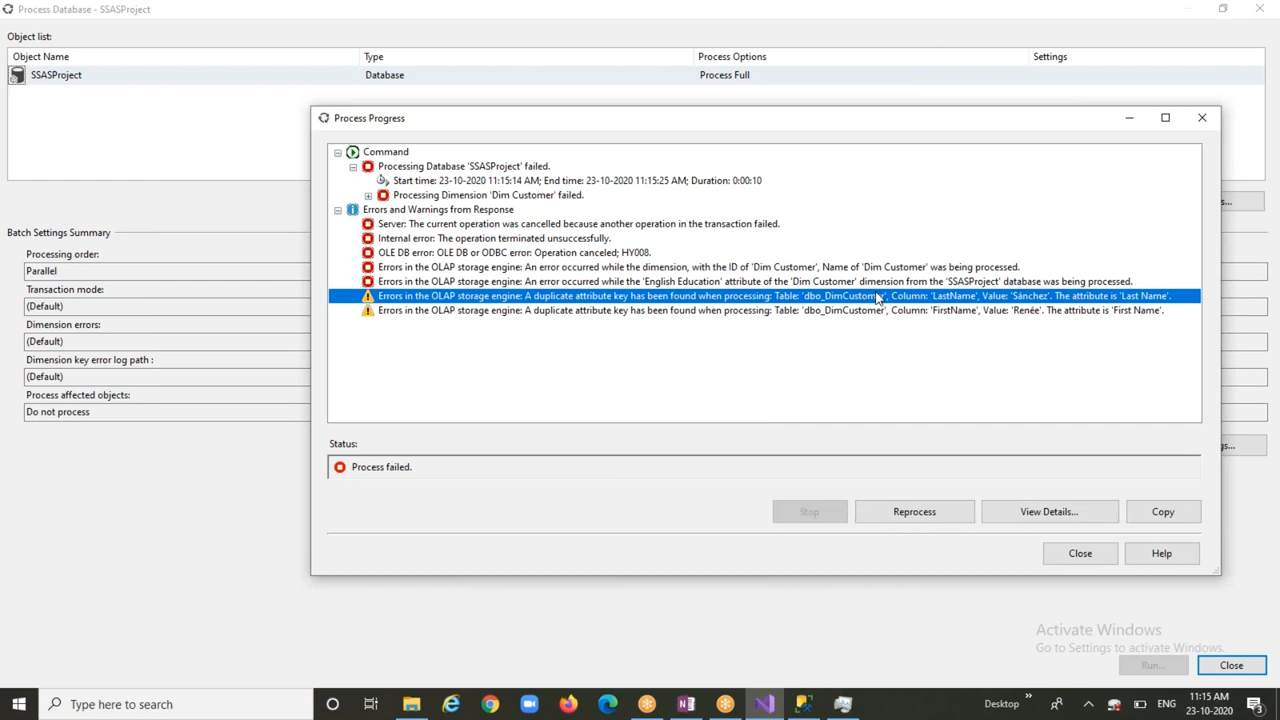 Process Database - SSASProject
Object list:
Object Name Type Process Options Settings
SSASProject Database Process Full
Process Progress
Command
Processing Database 'SSASProject' failed.
Start time: 23-10-2020 11:15:14 AM; End time: 23-10-2020 11:15:25 AM; Duration: 0:00:10
Processing Dimension 'Dim Customer' failed.
Errors and Warnings from Response
Server: The current operation was cancelled because another operation in the transaction failed.
Internal error: The operation terminated unsuccessfully.
OLE DB error: OLE DB or ODBC error: Operation canceled; HY008.
Errors in the OLAP storage engine: An error occurred while the dimension, with the ID of 'Dim Customer', Name of 'Dim Customer' was being processed.
Errors in the OLAP storage engine: An error occurred while the 'English Education' attribute of the 'Dim Customer' dimension from the 'SSASProject' database was being processed.
Errors in the OLAP storage engine: A duplicate attribute key has been found when processing: Table: 'dbo_DimCustomer', Column: 'LastName', Value: 'Sánchez'. The attribute is 'Last Name'.
Errors in the OLAP storage engine: A duplicate attribute key has been found when processing: Table: 'dbo_DimCustomer', Column: 'FirstName', Value: 'Renée'. The attribute is 'First Name'.
s...
Batch Settings Summary
Processing order:
Parallel
Transaction mode:
(Default)
Dimension errors:
(Default)
Dimension key error log path :
(Default)
Process affected objects:
Do not process
gs...
Status:
Process failed.
Stop Reprocess View Details... Copy
Close Help
Activate Windows
Go to Settings to activate Windows.
Run... Close
Type here to search
Desktop » ENG
11:15 AM
23-10-2020
3